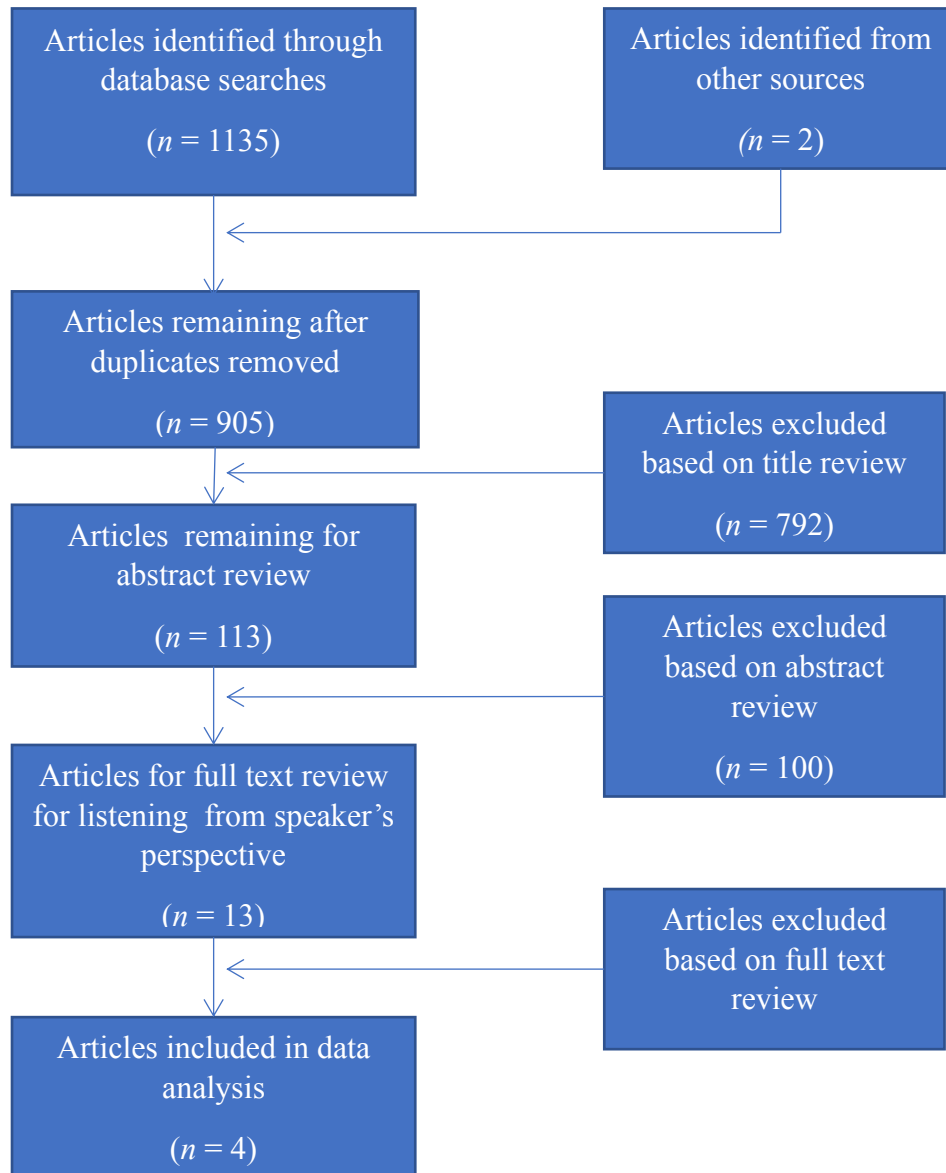 Articles identified through
database searches
(n = 1135)
Articles identified from
other sources
(n = 2)
Articles remaining after
duplicates removed
(n = 905)
Articles excluded
based on title review
(n = 792)
Articles remaining for
abstract review
(n = 113)
Articles excluded
based on abstract
review
(n = 100)
Articles for full text review
for listening from speaker’s
perspective
(n = 13)
Articles excluded
based on full text
review
Articles included in data
analysis
(n = 4)